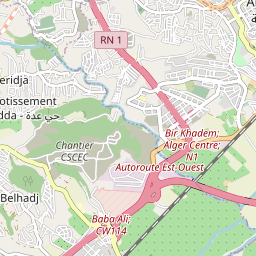 RN 1
eridja
otissement
dda - حي عدة
Chantier
CSCEC
Bir Khadem;
Alger Centre;
N1
Autoroute Est-Ouest
Belhadj
Baba Ali;
CW114